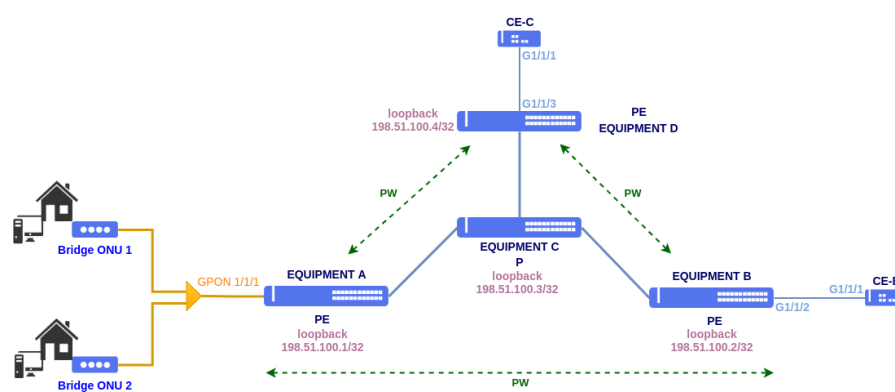 CE-C
G1/1/1
G1/1/3
loopback
198.51.100.4/32
PE
EQUIPMENT D
PW
PW
Bridge ONU 1
GPON 1/1/1
EQUIPMENT A
PE
loopback
198.51.100.1/32
EQUIPMENT C
P
loopback
198.51.100.3/32
EQUIPMENT B
PE
loopback
198.51.100.2/32
G1/1/2
G1/1/1
Bridge ONU 2
PW